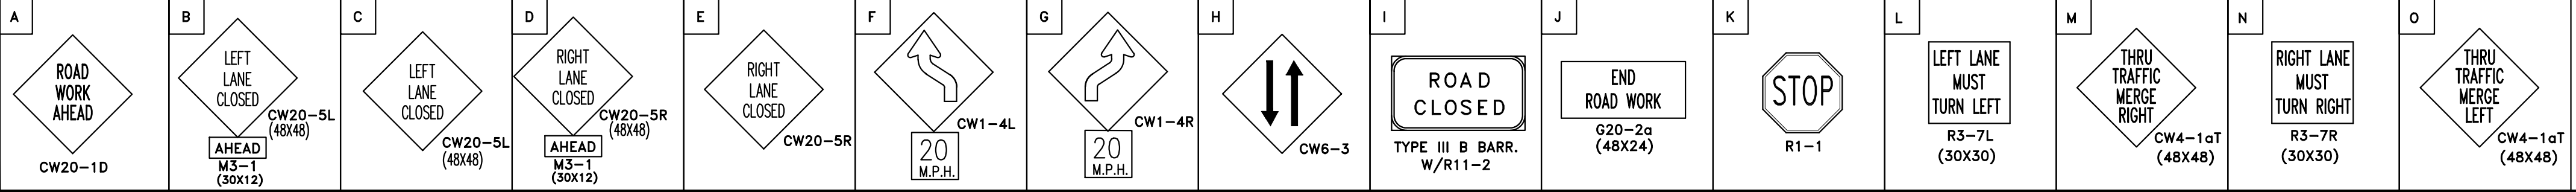 A
ROAD
WORK
AHEAD
CW20-1D
B
LEFT
LANE
CLOSED
CW20-5L
(48X48)
AHEAD
M3-1
(30X12)
C
LEFT
LANE
CLOSED
CW20-5L
(48X48)
D
RIGHT
LANE
CLOSED
CW20-5R
(48X48)
AHEAD
M3-1
(30X12)
E
RIGHT
LANE
CLOSED
CW20-5R
F
CW1-4L
20
M.P.H.
G
CW1-4R
20
M.P.H.
H
CW6-3
I
ROAD
CLOSED
TYPE III B BARR.
W/R11-2
J
END
ROAD WORK
G20-2a
(48X24)
K
STOP
R1-1
L
LEFT LANE
MUST
TURN LEFT
R3-7L
(30X30)
M
THRU
TRAFFIC
MERGE
RIGHT
CW4-1aT
(48X48)
N
RIGHT LANE
MUST
TURN RIGHT
R3-7R
(30X30)
O
THRU
TRAFFIC
MERGE
LEFT
CW4-1aT
(48X48)